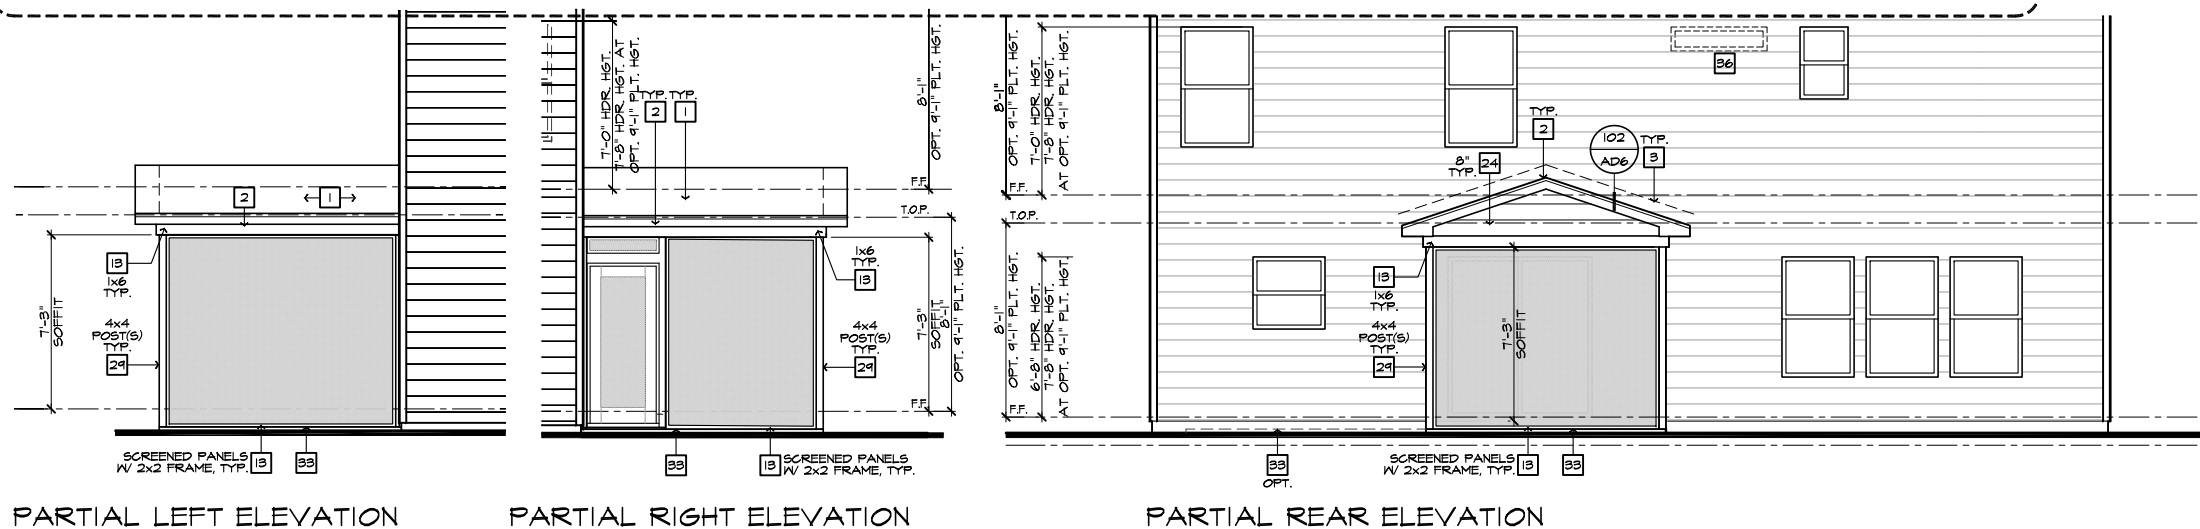 2
1
13
1x6
TYP.
7'-3"
SOFFIT
4x4
POST(S)
TYP.
29
SCREENED PANELS
W/ 2x2 FRAME, TYP.
13
33
PARTIAL LEFT ELEVATION
7'-0" HDR. HGT.
7'-8" HDR. HGT. AT
OPT. 9'-1" PLT. HGT.
TYP. TYP.
2
1
8'-1"
OPT. 9'-1" PLT. HGT.
F.F.
T.O.P.
1x6
TYP.
13
4x4
POST(S)
TYP.
29
7'-3"
SOFFIT
8'-1"
OPT. 9'-1" PLT. HGT.
F.F.
33
13
SCREENED PANELS
W/ 2x2 FRAME, TYP.
PARTIAL RIGHT ELEVATION
8'-1"
OPT. 9'-1" PLT. HGT.
7'-0" HDR. HGT.
7'-8" HDR. HGT.
AT OPT. 9'-1" PLT. HGT.
F.F.
T.O.P.
8'-1"
OPT. 9'-1" PLT. HGT.
6'-8" HDR. HGT.
7'-8" HDR. HGT.
AT OPT. 9'-1" PLT. HGT.
F.F.
36
TYP.
2
102
AD6
TYP.
3
8"
TYP.
24
13
1x6
TYP.
4x4
POST(S)
TYP.
29
7'-3"
SOFFIT
33
OPT.
SCREENED PANELS
W/ 2x2 FRAME, TYP.
13
33
PARTIAL REAR ELEVATION